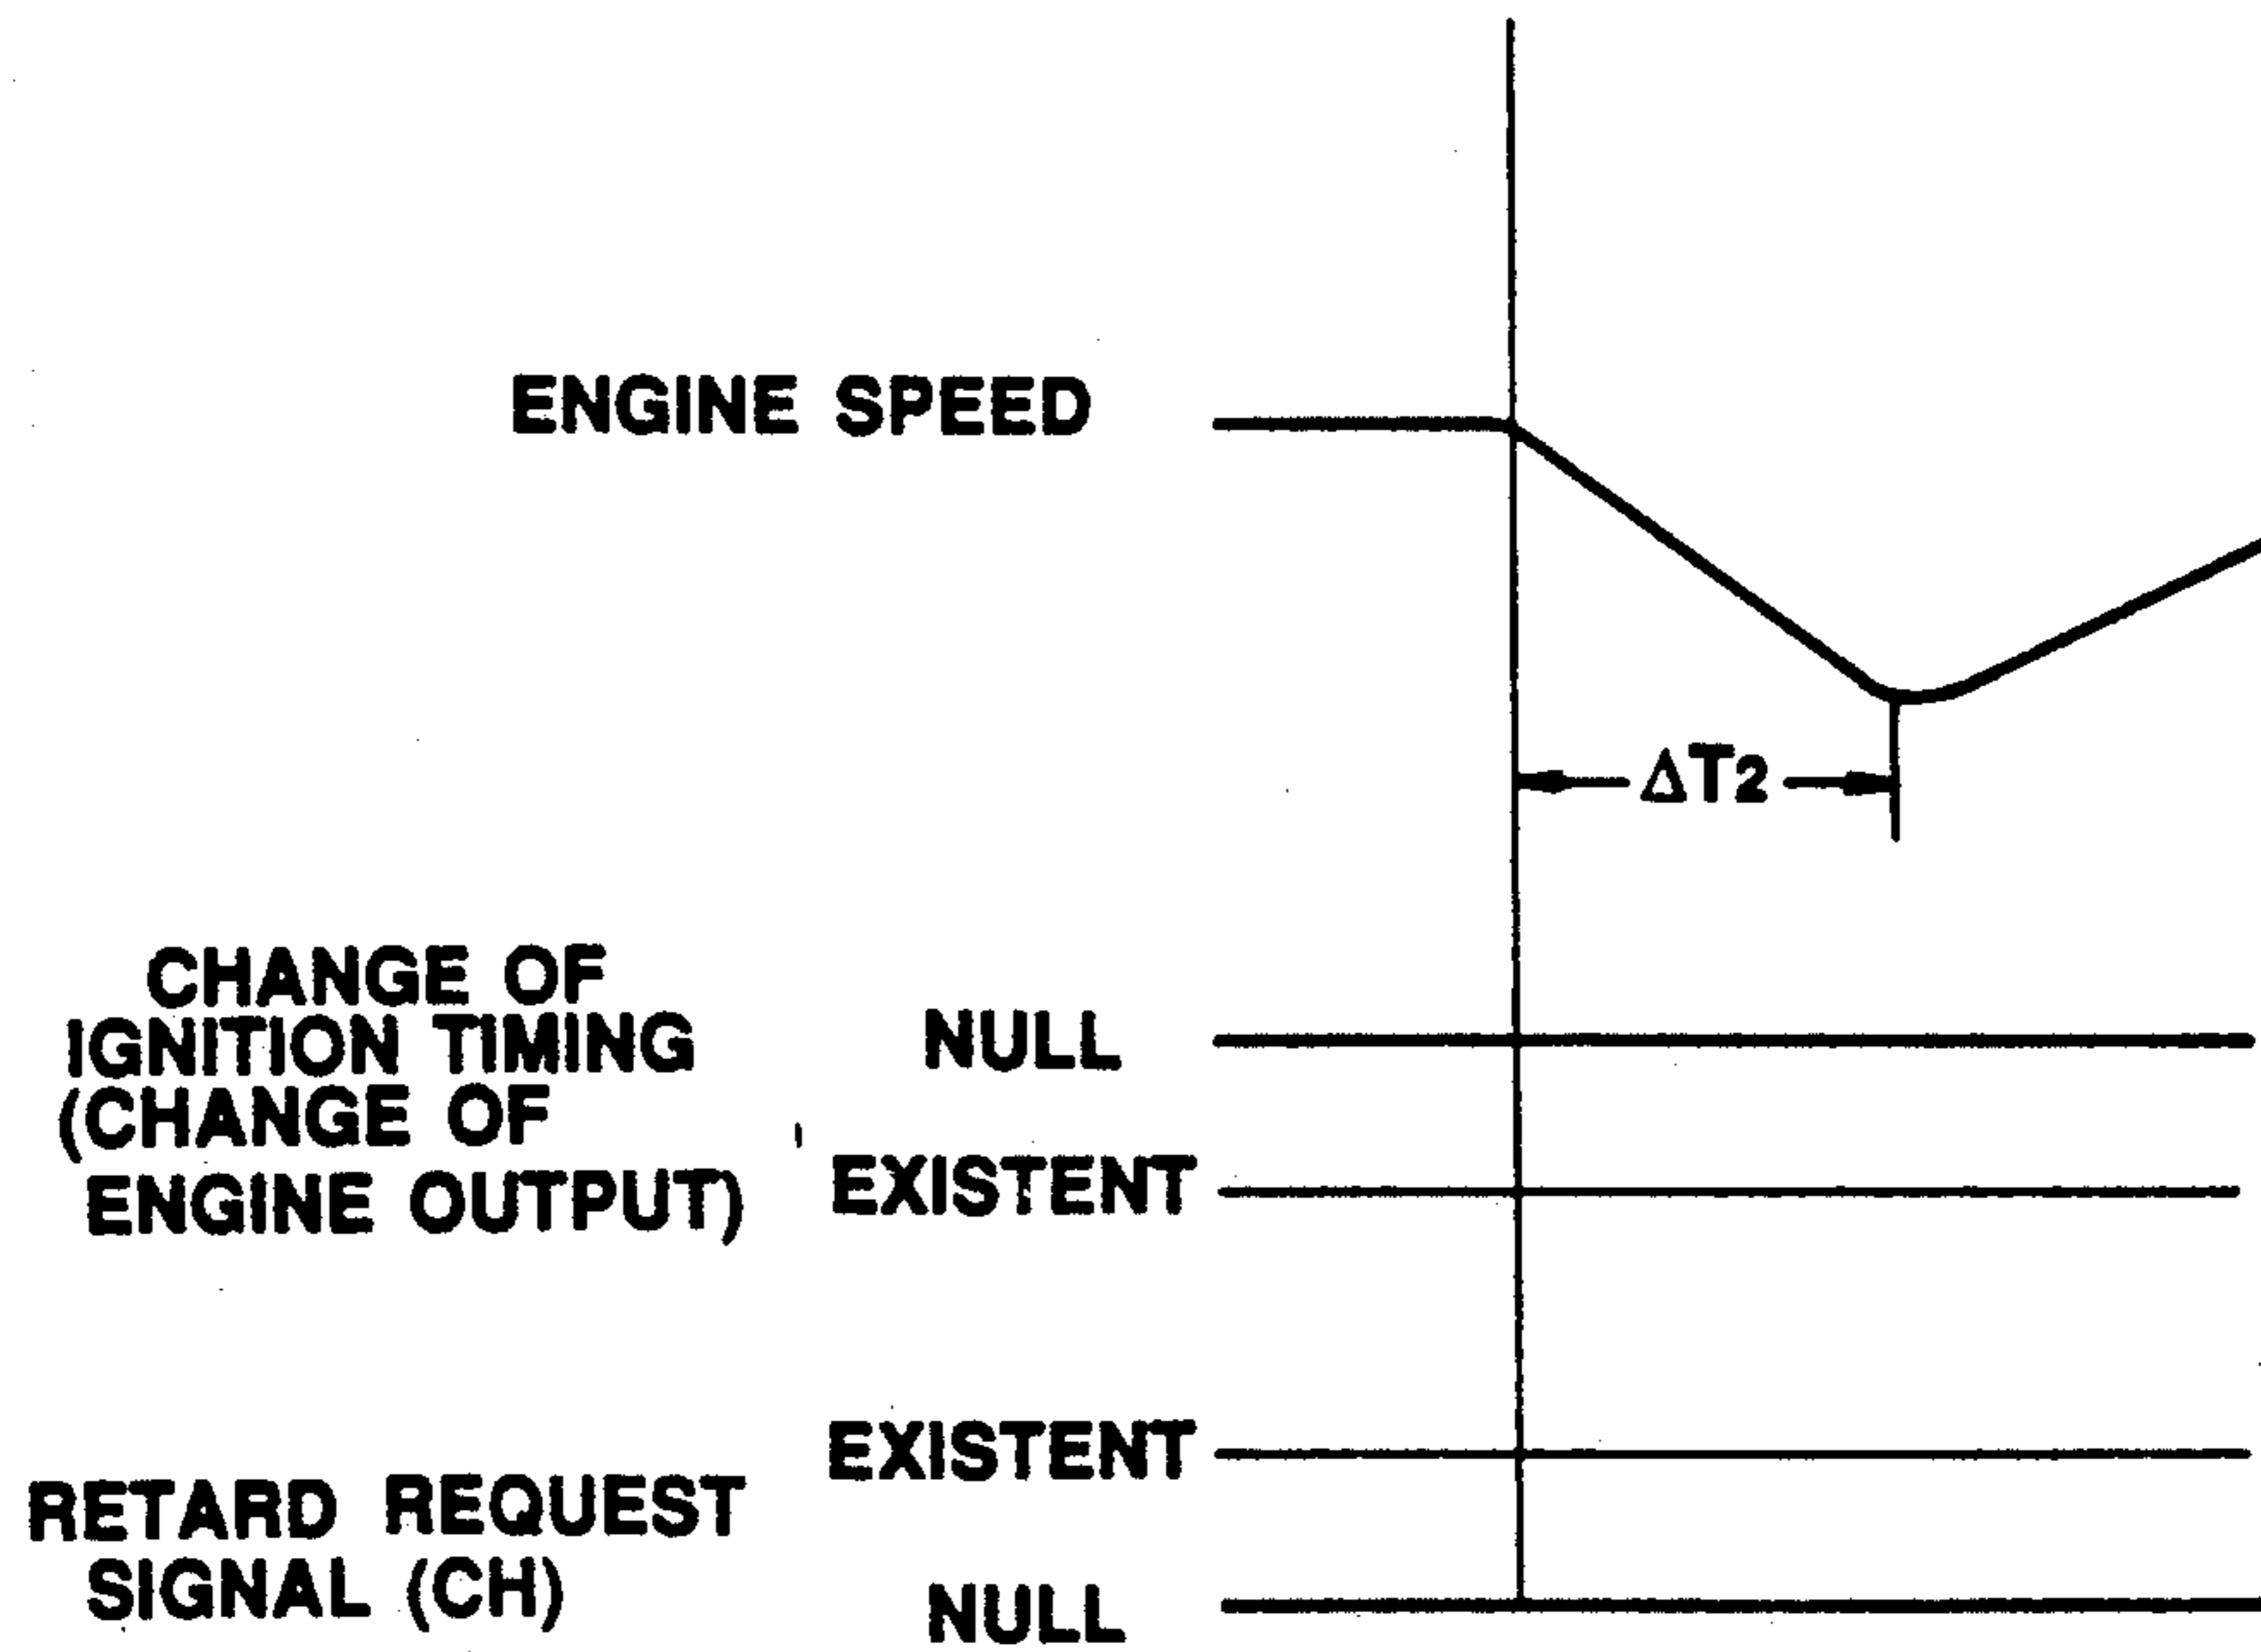 ENGINE SPEED
ΔT2
CHANGE OF
IGNITION TIMING
(CHANGE OF
ENGINE OUTPUT)
NULL
EXISTENT
RETARD REQUEST
SIGNAL (CH)
EXISTENT
NULL